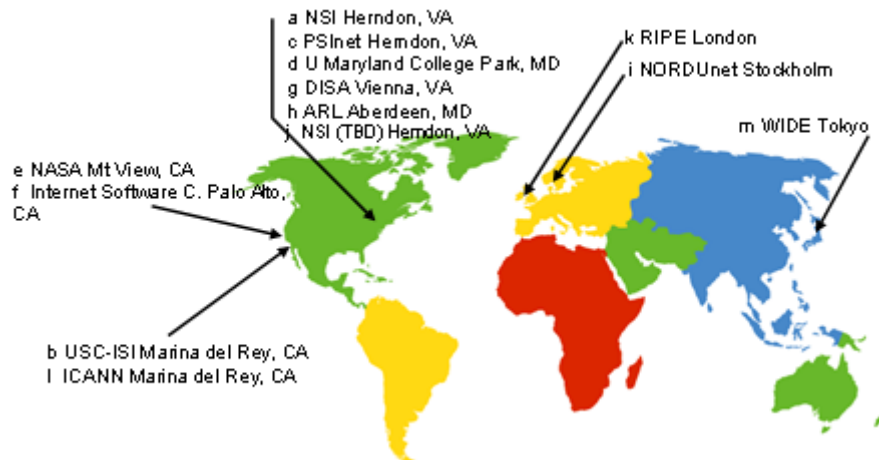 a NSI Herndon, VA
c PSInet Herndon, VA
d U Maryland College Park, MD
g DISA Vienna, VA
h ARL Aberdeen, MD
j NSI (TBD) Herndon, VA
k RIPE London
i NORDUnet Stockholm
m WIDE Tokyo
e NASA Mt View, CA
f Internet Software C. Palo Alto,
CA
b USC-ISI Marina del Rey, CA
l ICANN Marina del Rey, CA